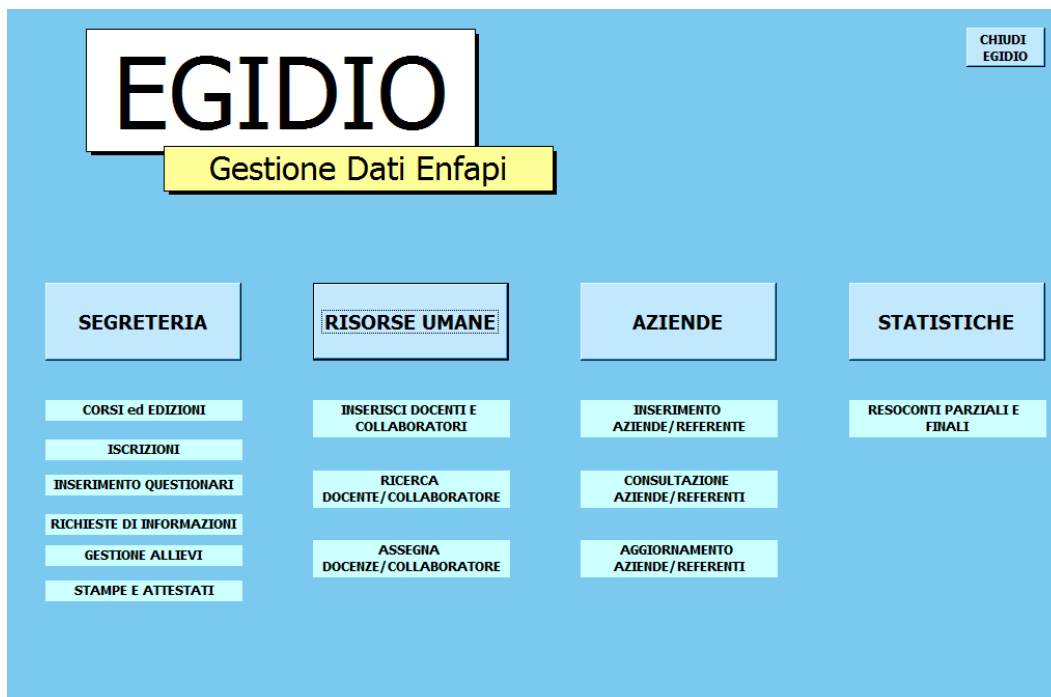 EGIDIO
CHIUDI
EGIDIO
Gestione Dati Enfapi
SEGRETERIA
RISORSE UMANE
AZIENDE
STATISTICHE
CORSI ed EDIZIONI
ISCRIZIONI
INSERIMENTO QUESTIONARI
RICHIESTE DI INFORMAZIONI
GESTIONE ALLIEVI
STAMPE E ATTESTATI
INSERISCI DOCENTI E
COLLABORATORI
RICERCA
DOCENTE/COLLABORATORE
ASSEGNA
DOCENZE/COLLABORATORE
INSERIMENTO
AZIENDE/REFERENTE
CONSULTAZIONE
AZIENDE/REFERENTI
AGGIORNAMENTO
AZIENDE/REFERENTI
RESOCONTI PARZIALI E
FINALI